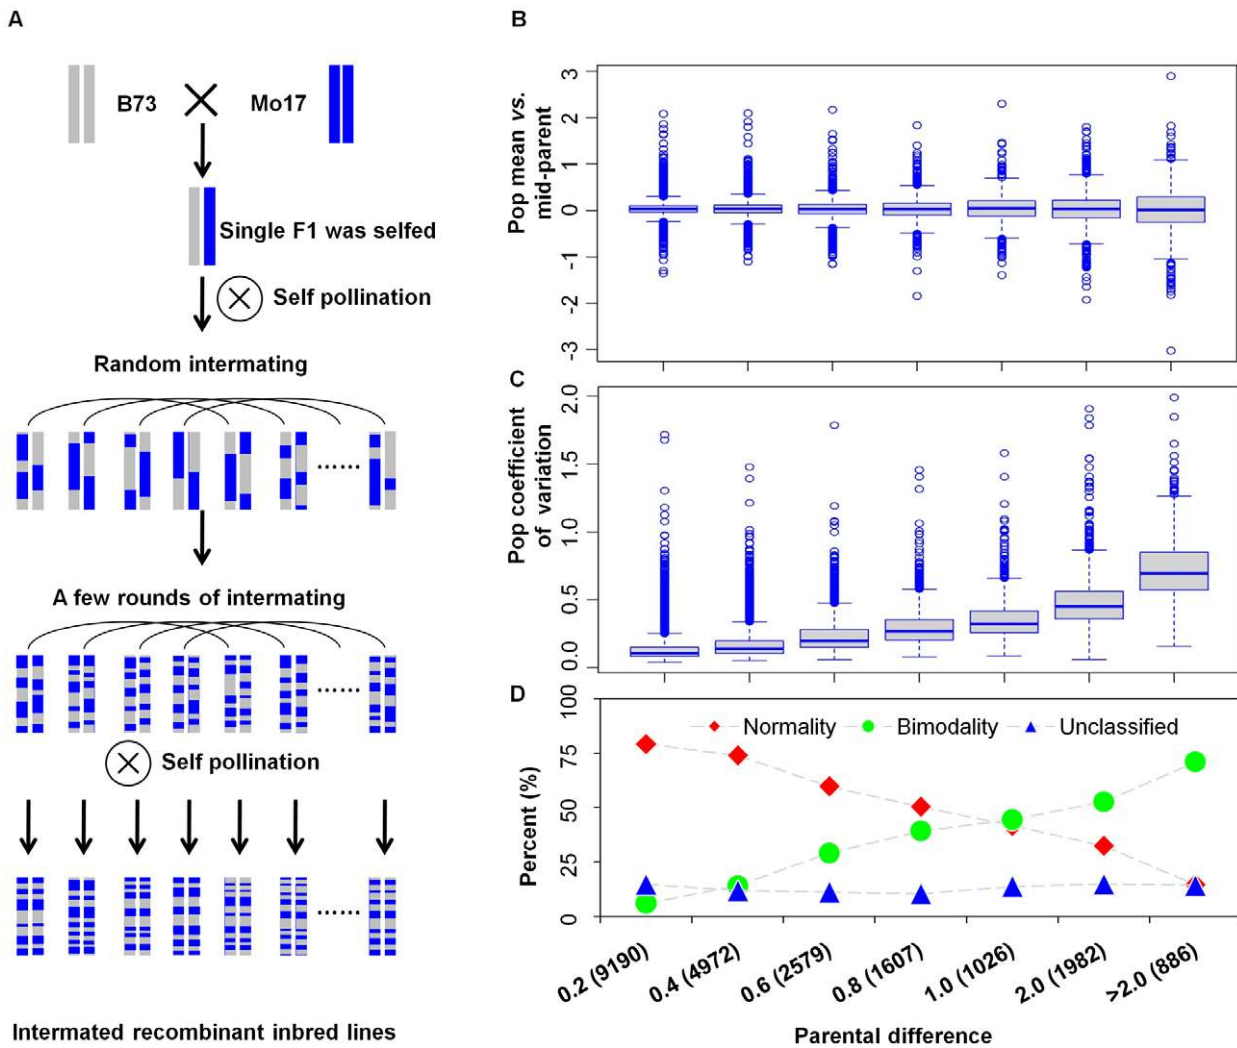 A
B73
Mo17
Single F1 was selfed
Self pollination
Random intermating
......
A few rounds of intermating
......
Self pollination
......
Intermated recombinant inbred lines
B
Pop mean vs.
mid-parent
3
2
1
0
-1
-2
-3
C
Pop coefficient
of variation
2.0
1.5
1.0
0.5
0.0
D
Percent (%)
100
75
50
25
0
Normality Bimodality Unclassified
0.2 (9190)
0.4 (4972)
0.6 (2579)
0.8 (1607)
1.0 (1026)
2.0 (1982)
>2.0 (886)
Parental difference